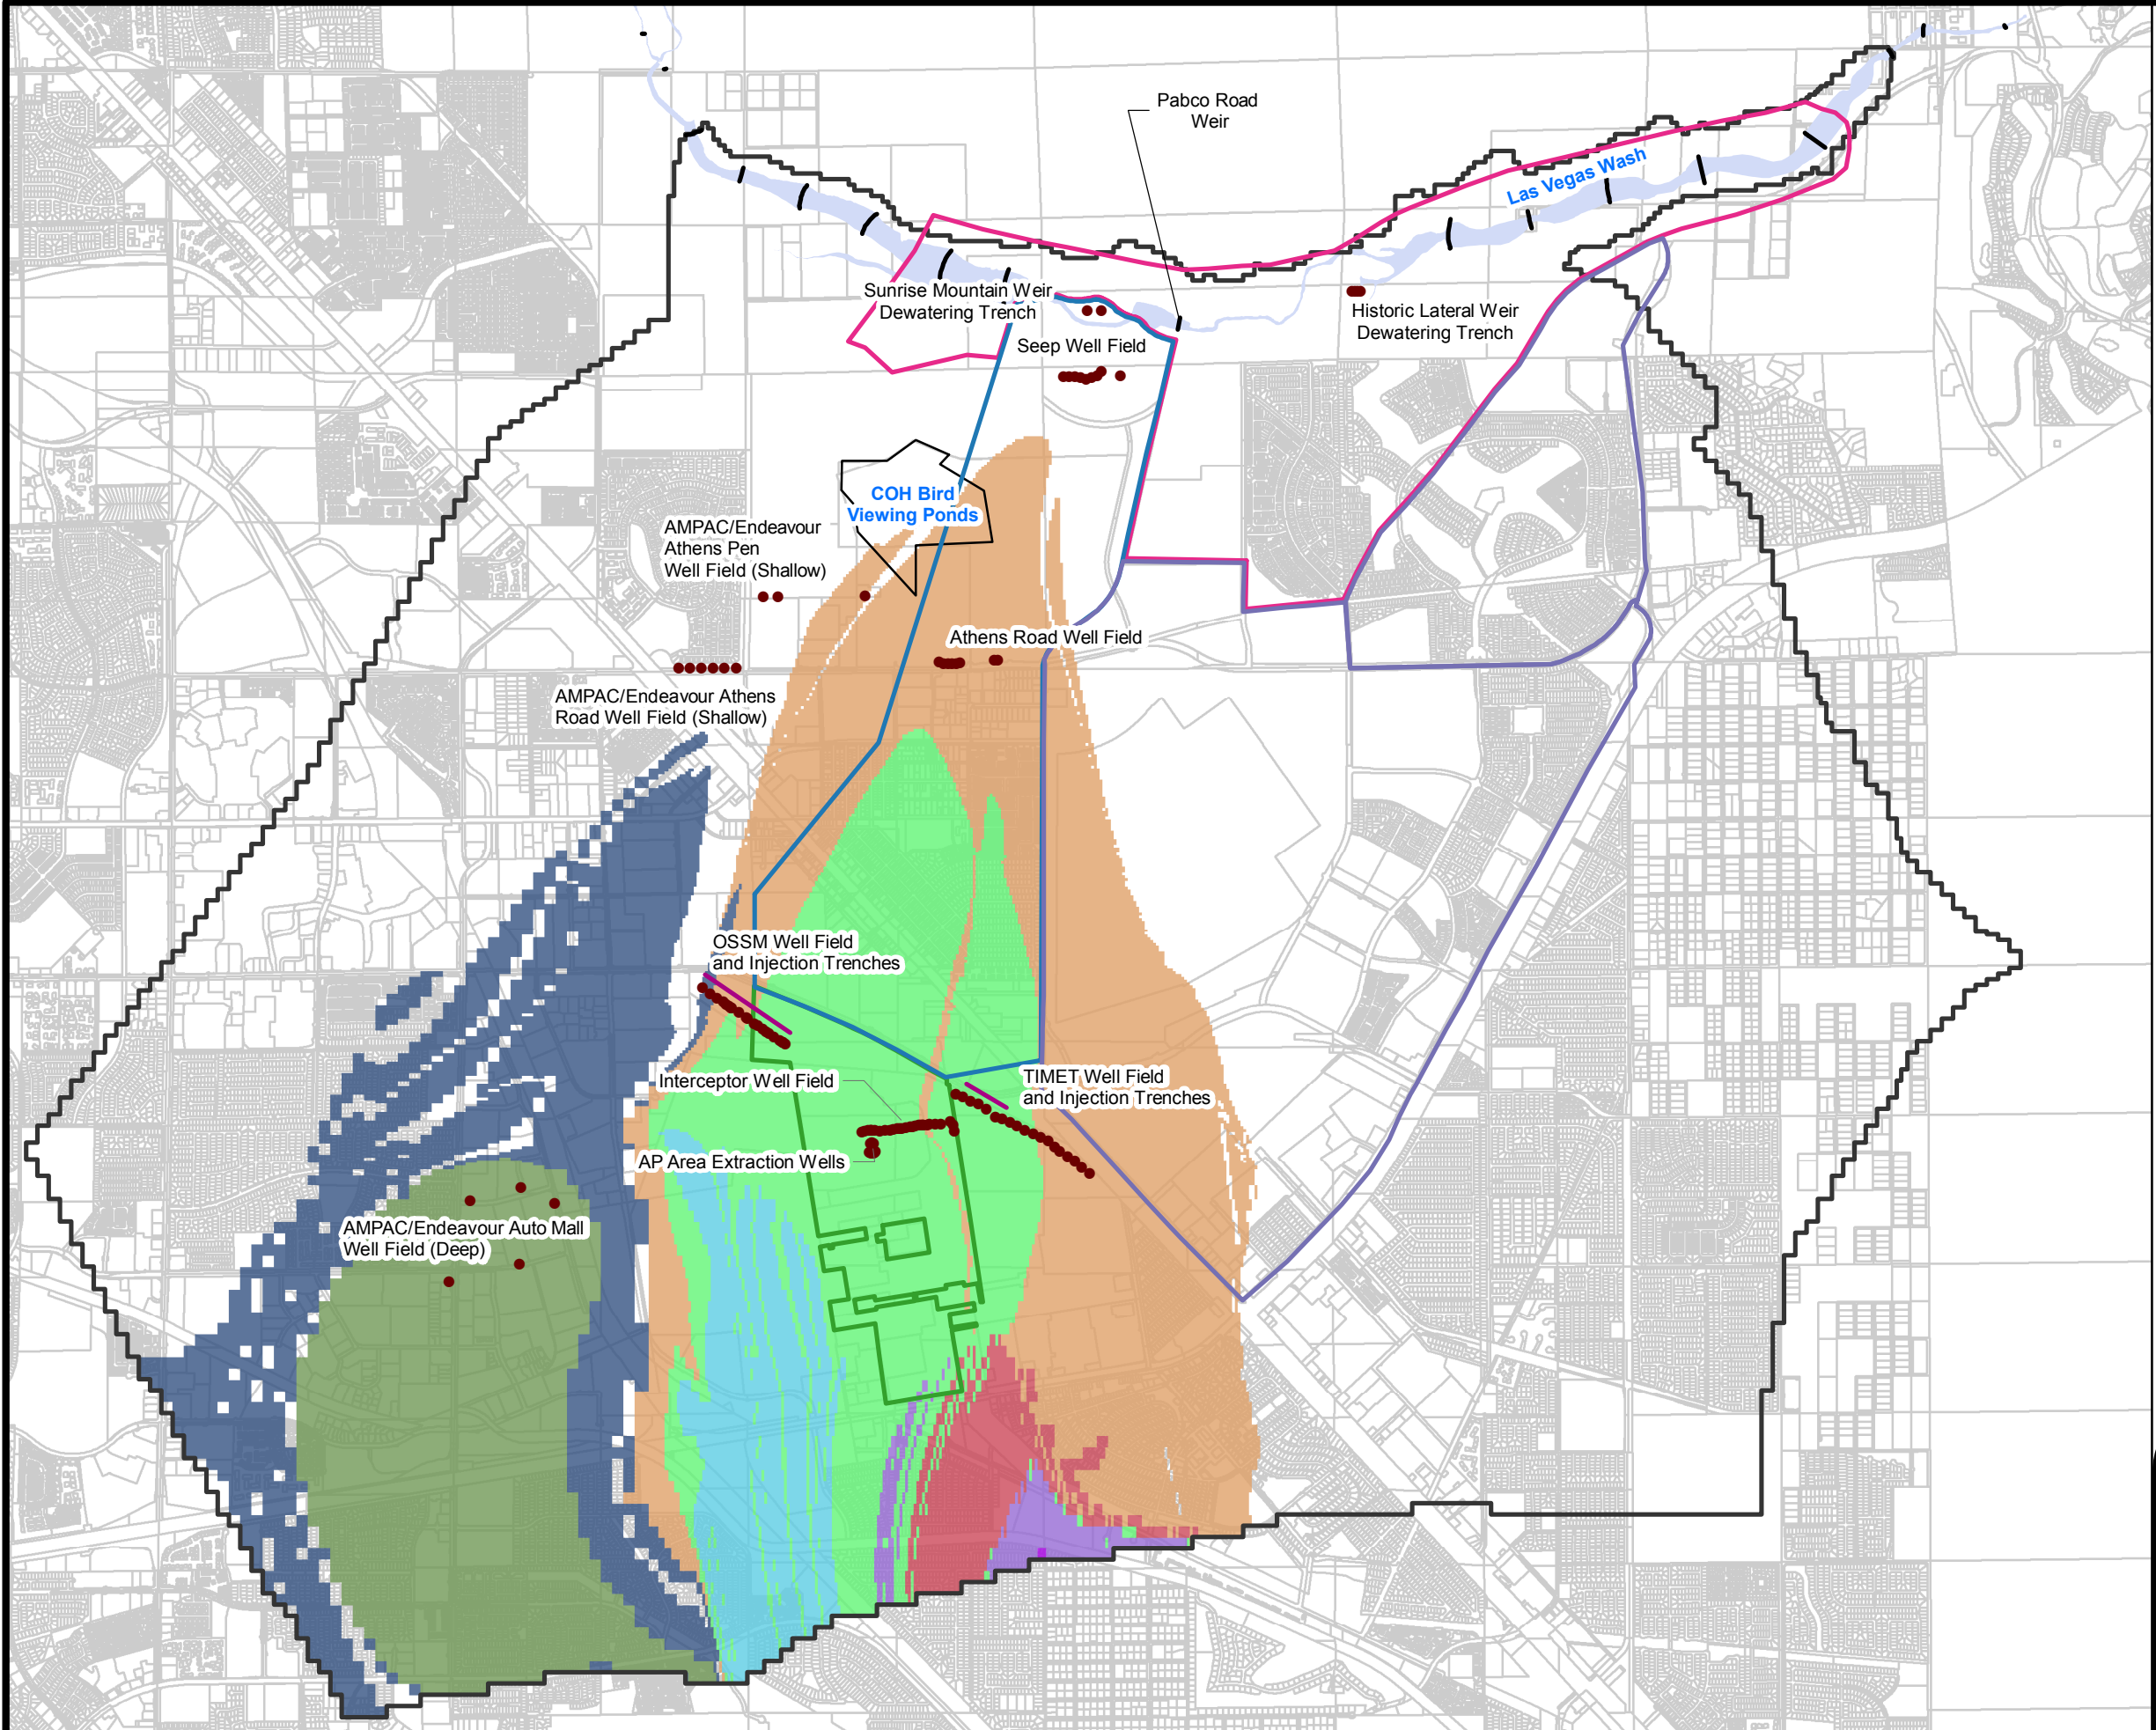 Pabco Road
Weir
Las Vegas Wash
Sunrise Mountain Weir
Dewatering Trench
Historic Lateral Weir
Dewatering Trench
Seep Well Field
COH Bird
Viewing Ponds
AMPAC/Endeavour
Athens Pen
Well Field (Shallow)
Athens Road Well Field
AMPAC/Endeavour Athens
Road Well Field (Shallow)
OSSM Well Field
and Injection Trenches
Interceptor Well Field
TIMET Well Field
and Injection Trenches
AP Area Extraction Wells
AMPAC/Endeavour Auto Mall
Well Field (Deep)